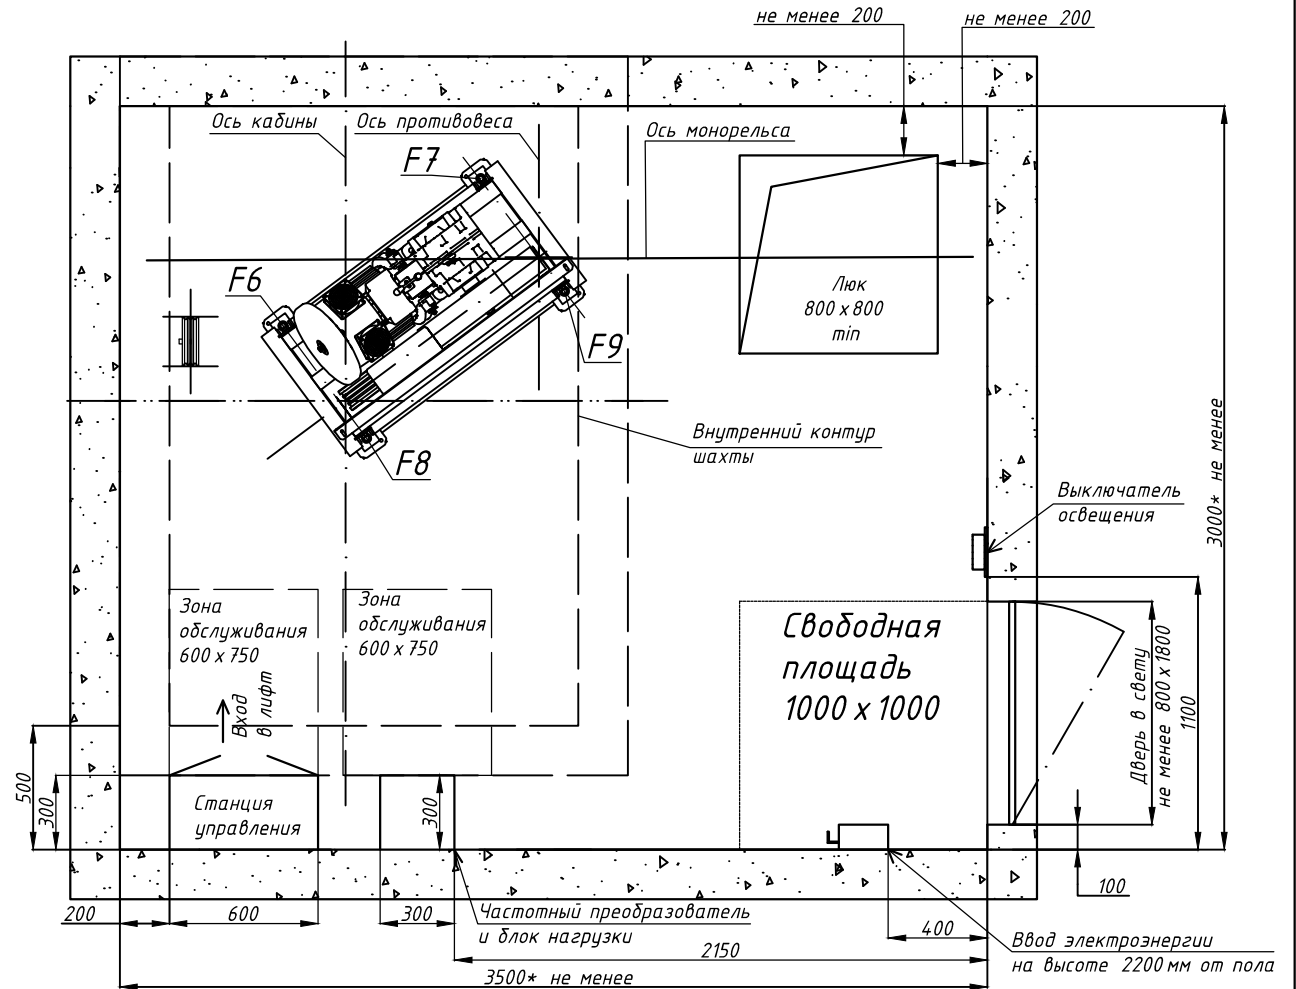 не менее 200
не менее 200
Ось кабины
Ось противовеса
Ось монорельса
F7
F6
F9
F8
Люк
800 х 800
min
Внутренний контур
шахты
3000* не менее
Выключатель
освещения
Зона
обслуживания
600 х 750
Зона
обслуживания
600 х 750
Вход
в лифт
Свободная
площадь
1000 х 1000
Дверь в свету
не менее 800 х 1800
1100
500
300
Станция
управления
300
100
200
600
300
Частотный преобразователь
и блок нагрузки
400
2150
Ввод электроэнергии
на высоте 2200 мм от пола
3500* не менее